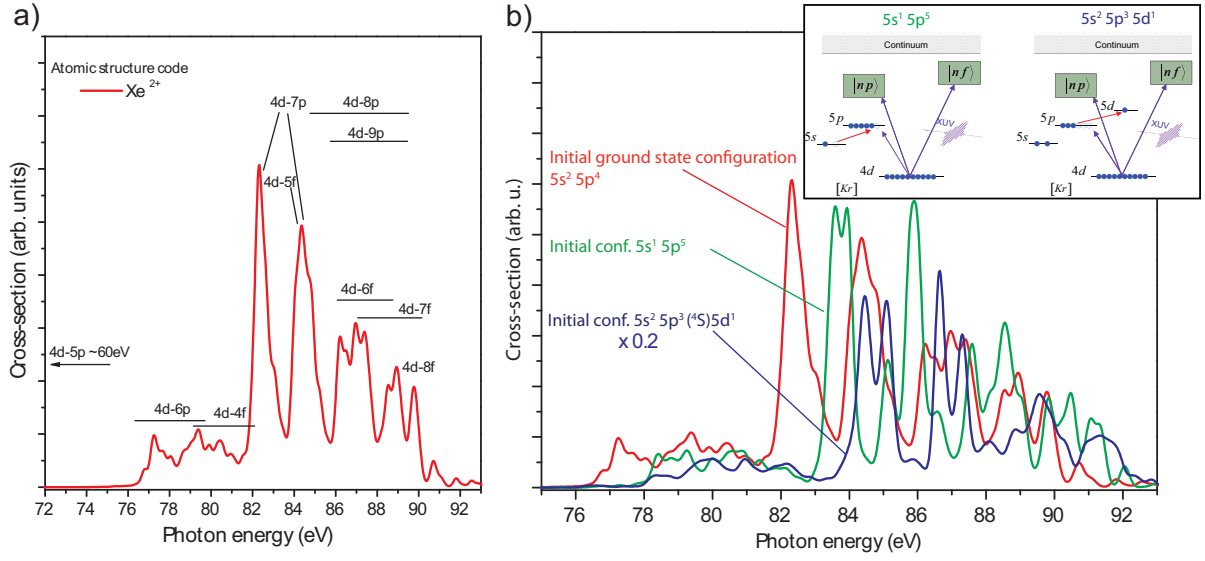 a)
Atomic structure code
Xe 2+
4d-7p
4d-8p
4d-9p
4d-5f
4d-6f
4d-7f
4d-5p ~60eV
4d-8f
4d-6p
4d-4f
Cross-section (arb. units)
72 74 76 78 80 82 84 86 88 90 92
Photon energy (eV)
b)
5s¹ 5p⁵
5s² 5p³ 5d¹
Continuum
Continuum
|np⟩
|nf⟩
|np⟩
|nf⟩
5p
5s
XUV
4d
[Kr]
5d
5p
5s
XUV
4d
[Kr]
Initial ground state configuration
5s² 5p⁴
Initial conf. 5s¹ 5p⁵
Initial conf. 5s² 5p³ (⁴S)5d¹
x 0.2
Cross-section (arb. u.)
76 78 80 82 84 86 88 90 92
Photon energy (eV)